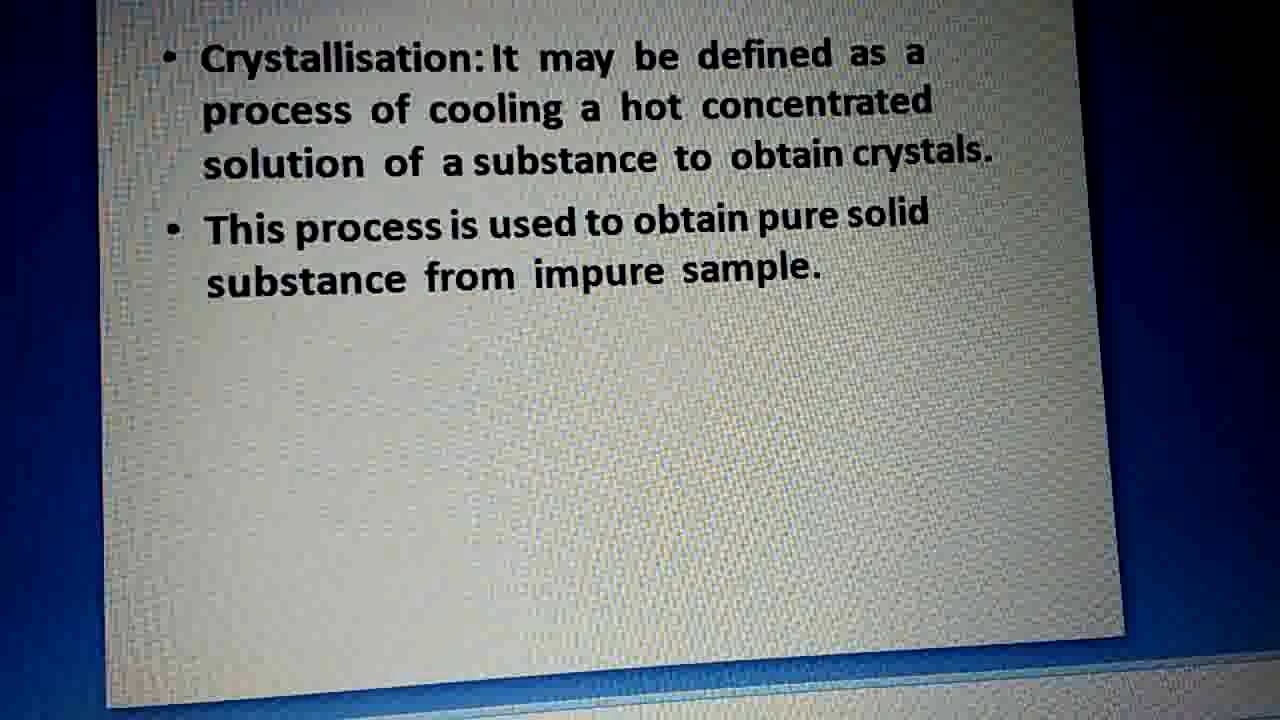 • Crystallisation: It may be defined as a
process of cooling a hot concentrated
solution of a substance to obtain crystals.
• This process is used to obtain pure solid
substance from impure sample.